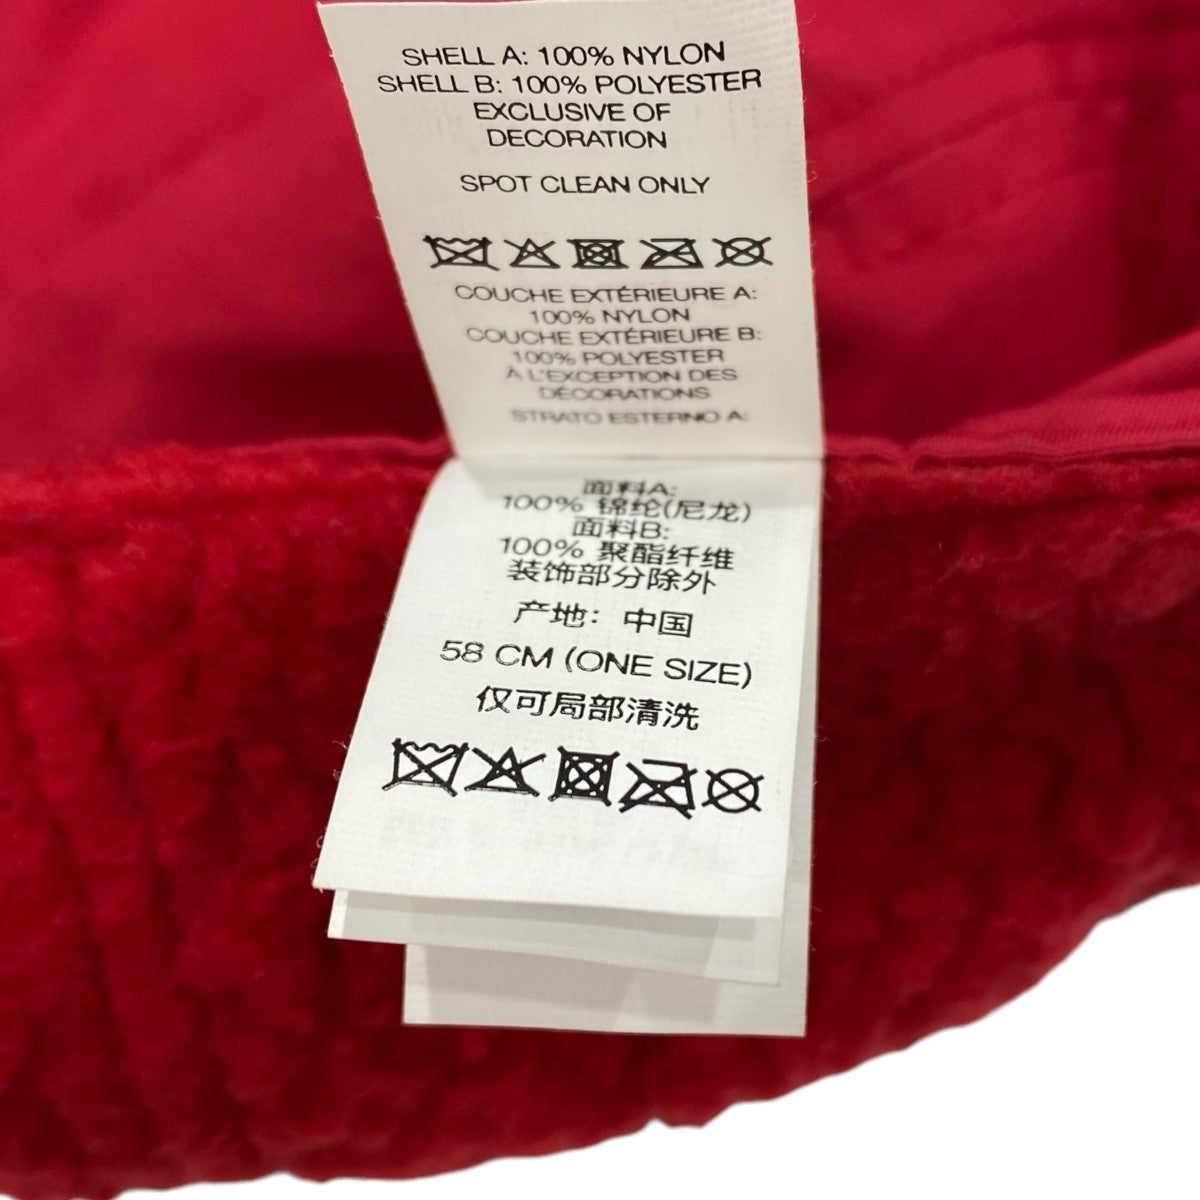 SHELL A: 100% NYLON
SHELL B: 100% POLYESTER
EXCLUSIVE OF
DECORATION
SPOT CLEAN ONLY
COUCHE EXTÉRIEURE A:
100% NYLON
COUCHE EXTÉRIEURE B:
100% POLYESTER
À L'EXCEPTION DES
DÉCORATIONS
STRATO ESTERNO A:
面料A:
100% 锦纶(尼龙)
面料B:
100% 聚酯纤维
装饰部分除外
产地：中国
58 CM (ONE SIZE)
仅可局部清洗